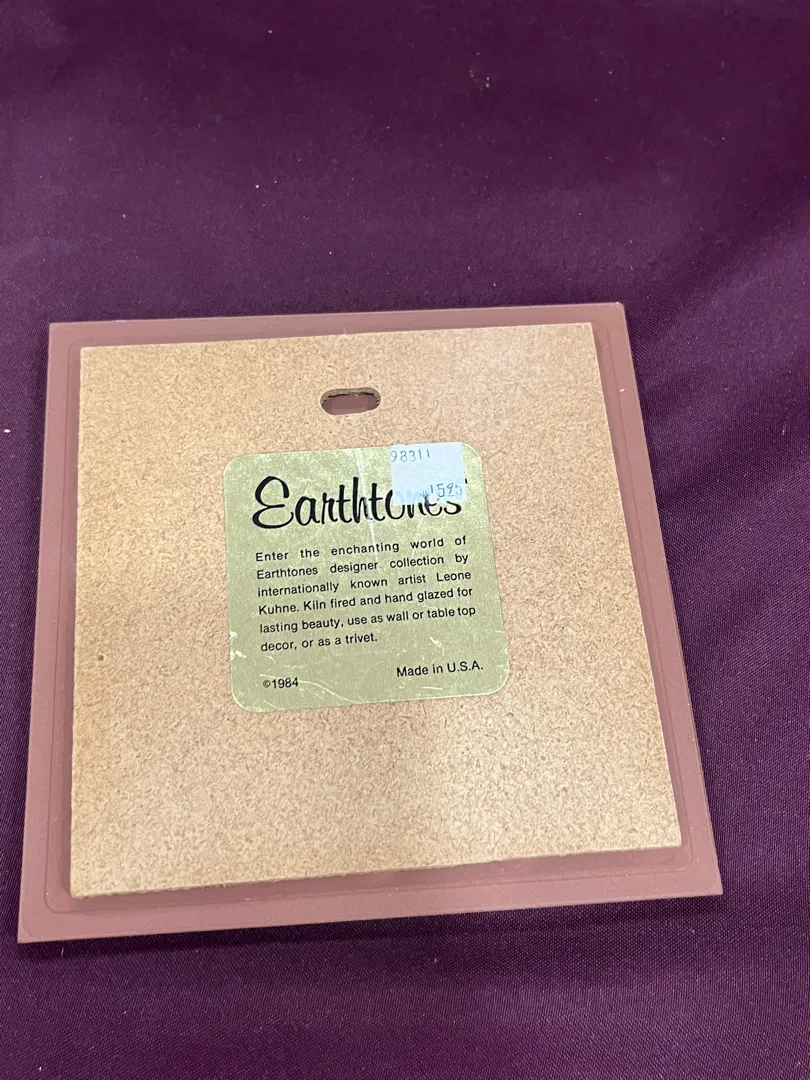 98311
1595
Earthtones
Enter the enchanting world of
Earthtones designer collection by
internationally known artist Leone
Kuhne. Kiln fired and hand glazed for
lasting beauty, use as wall or table top
decor, or as a trivet.
©1984 Made in U.S.A.